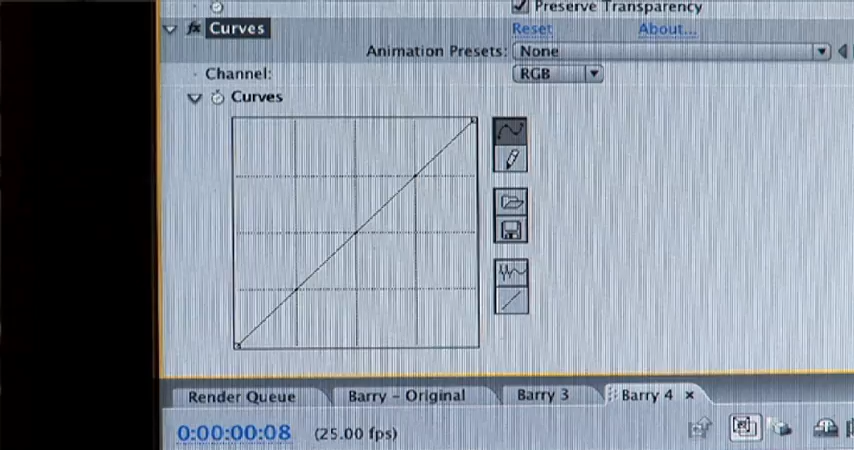 Preserve Transparency
fx Curves Reset About...
Animation Presets: None
Channel: RGB
Curves
Render Queue Barry - Original Barry 3 Barry 4 ×
0:00:00:08 (25.00 fps)